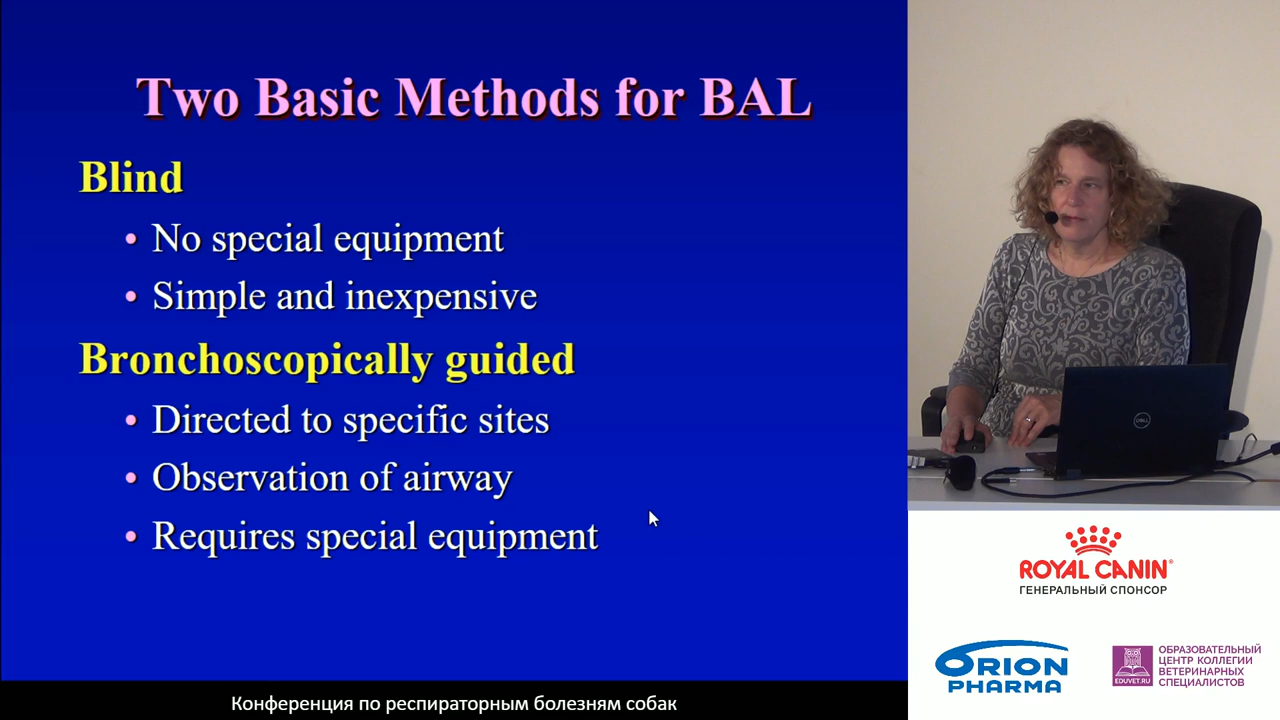 Two Basic Methods for BAL
Blind
• No special equipment
• Simple and inexpensive
Bronchoscopically guided
• Directed to specific sites
• Observation of airway
• Requires special equipment
DELL
ROYAL CANIN®
ГЕНЕРАЛЬНЫЙ СПОНСОР
ORION
PHARMA
EDUVET.RU
ОБРАЗОВАТЕЛЬНЫЙ
ЦЕНТР КОЛЛЕГИИ
ВЕТЕРИНАРНЫХ
СПЕЦИАЛИСТОВ
Конференция по респираторным болезням собак